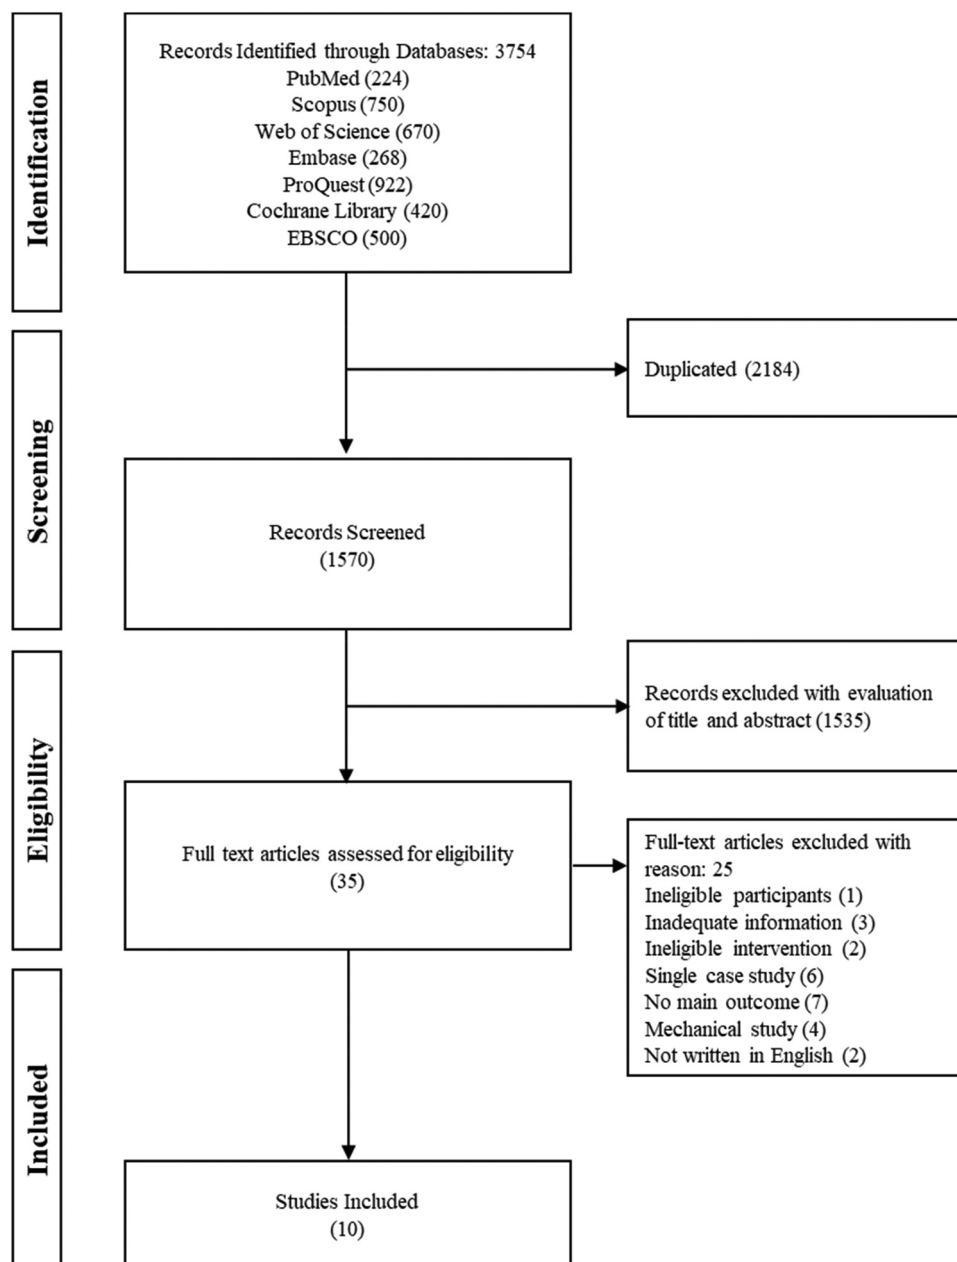 Identification
Records Identified through Databases: 3754
PubMed (224)
Scopus (750)
Web of Science (670)
Embase (268)
ProQuest (922)
Cochrane Library (420)
EBSCO (500)
Screening
Duplicated (2184)
Records Screened
(1570)
Eligibility
Records excluded with evaluation
of title and abstract (1535)
Full text articles assessed for eligibility
(35)
Full-text articles excluded with
reason: 25
Ineligible participants (1)
Inadequate information (3)
Ineligible intervention (2)
Single case study (6)
No main outcome (7)
Mechanical study (4)
Not written in English (2)
Included
Studies Included
(10)